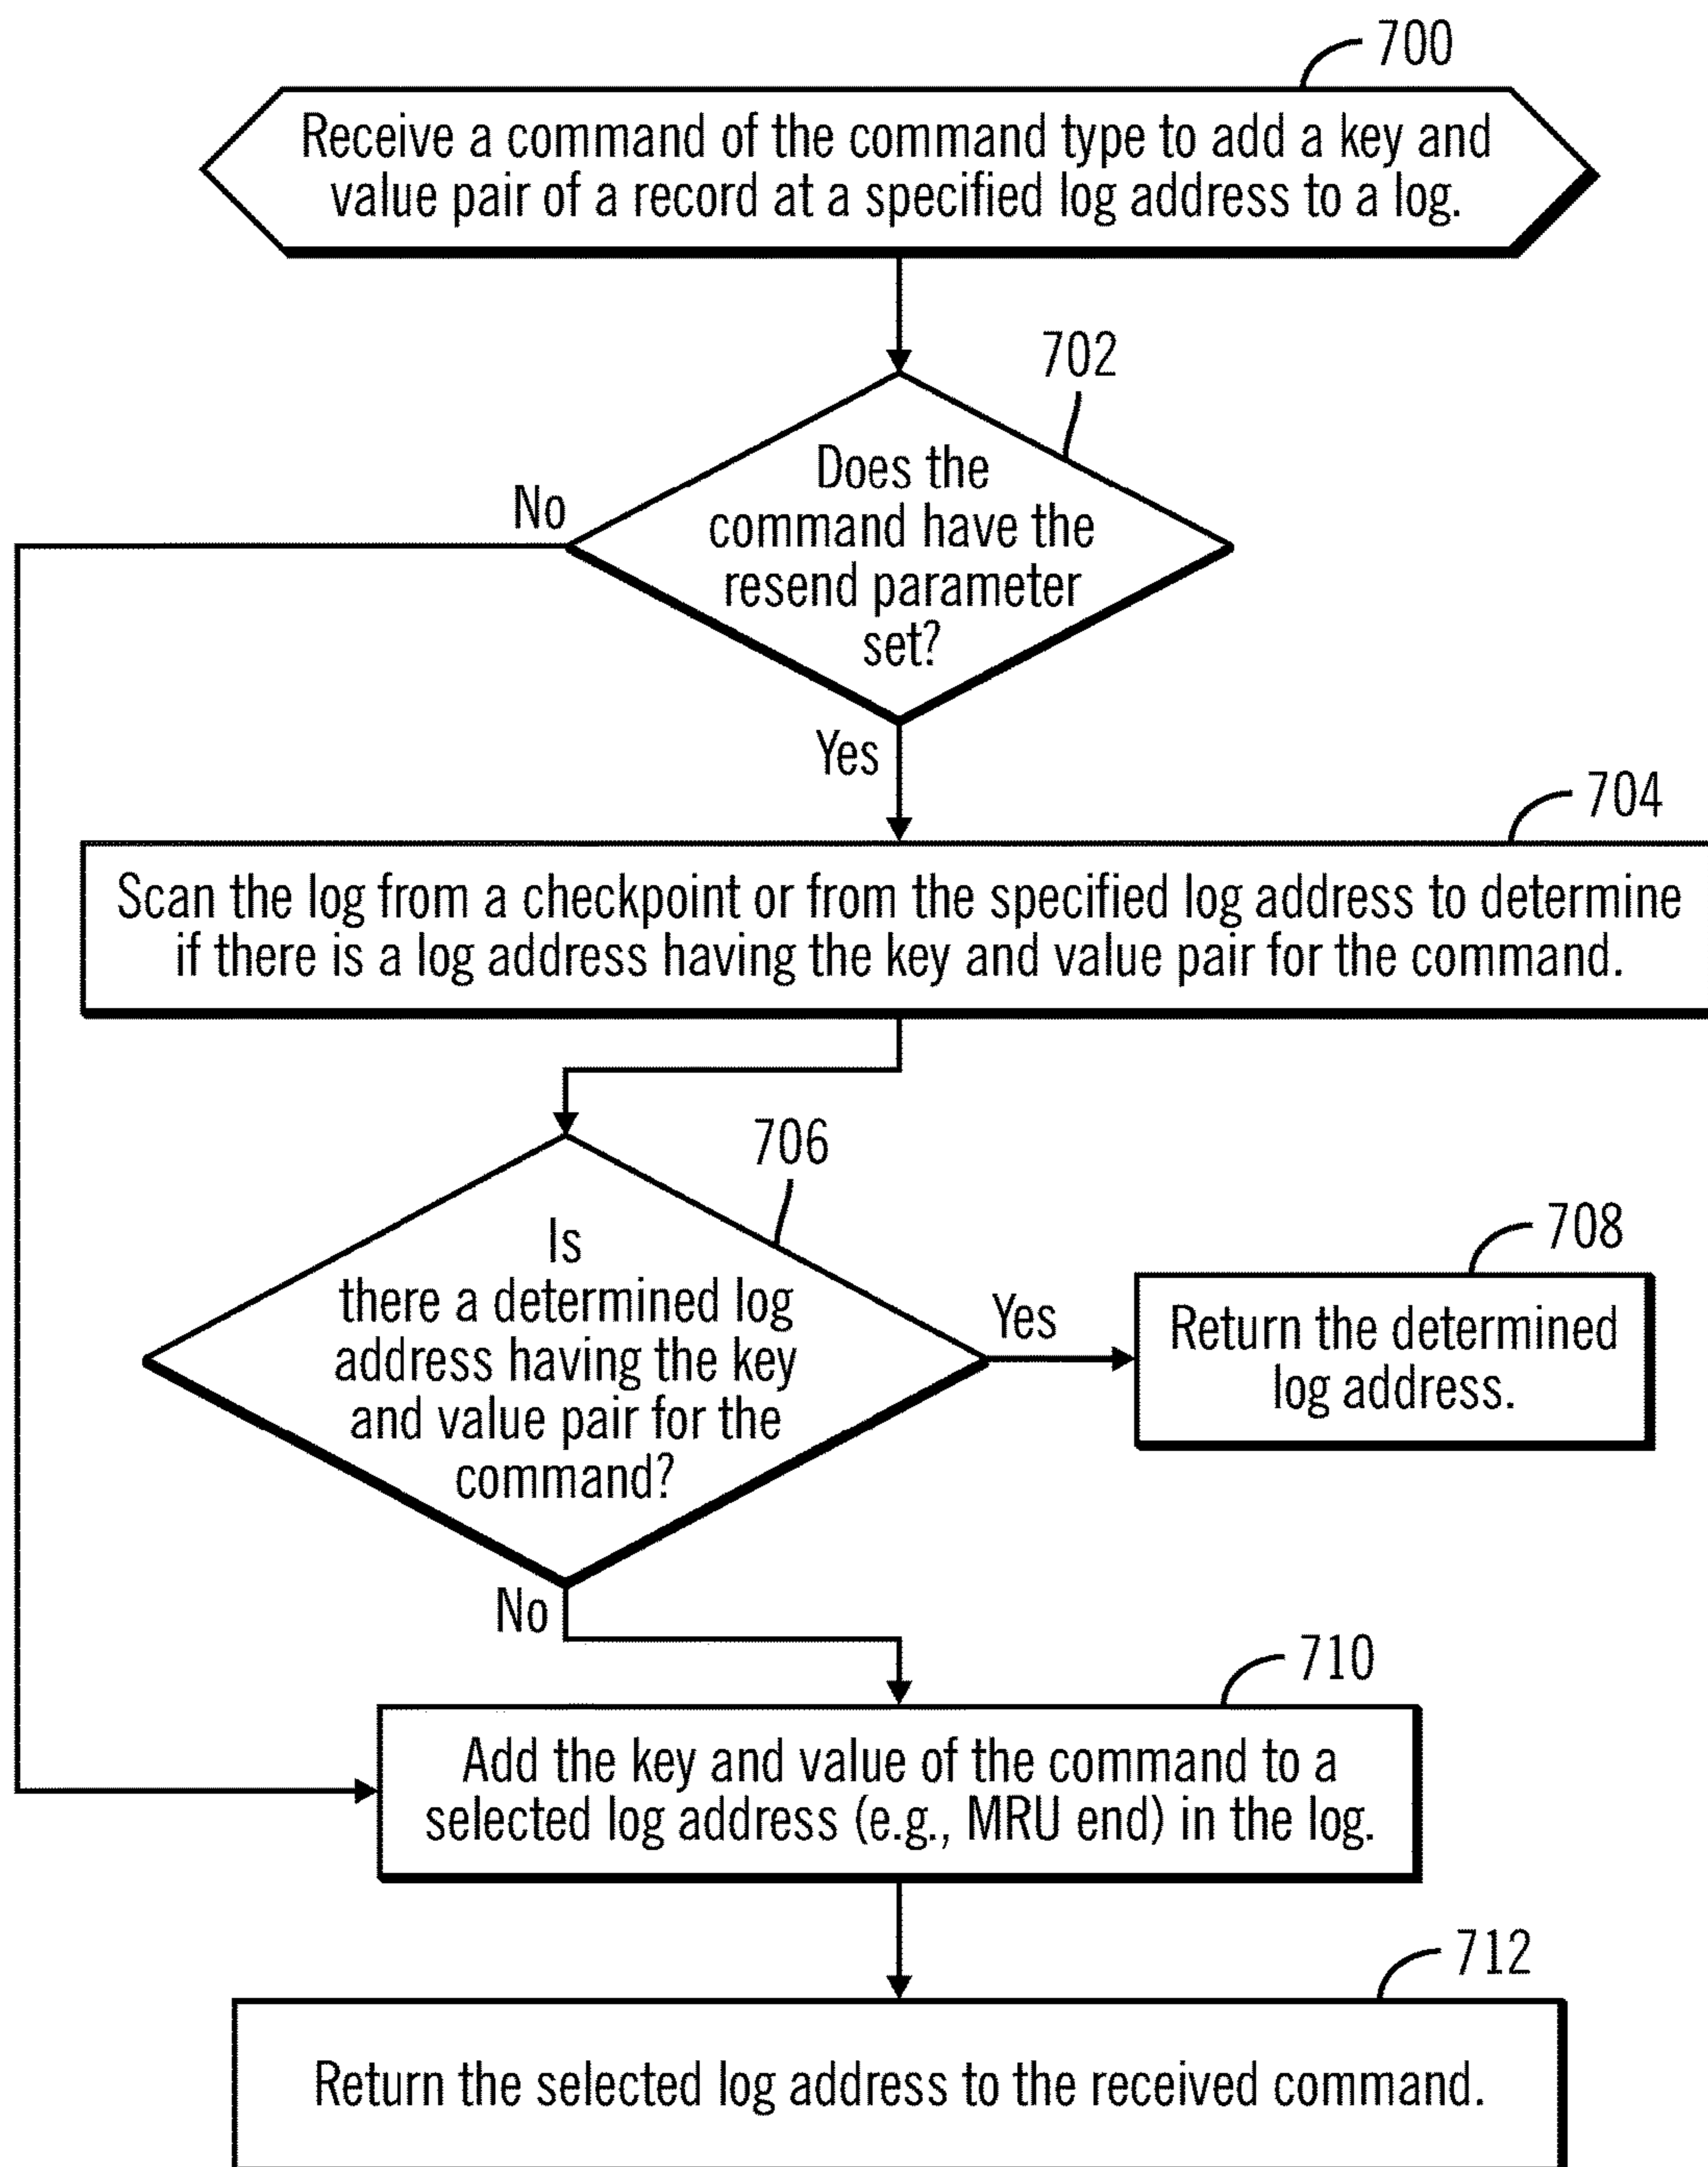 700
Receive a command of the command type to add a key and
value pair of a record at a specified log address to a log.
702
Does the
command have the
resend parameter
set?
No
Yes
704
Scan the log from a checkpoint or from the specified log address to determine
if there is a log address having the key and value pair for the command.
706
Is
there a determined log
address having the key
and value pair for the
command?
Yes
708
Return the determined
log address.
No
710
Add the key and value of the command to a
selected log address (e.g., MRU end) in the log.
712
Return the selected log address to the received command.